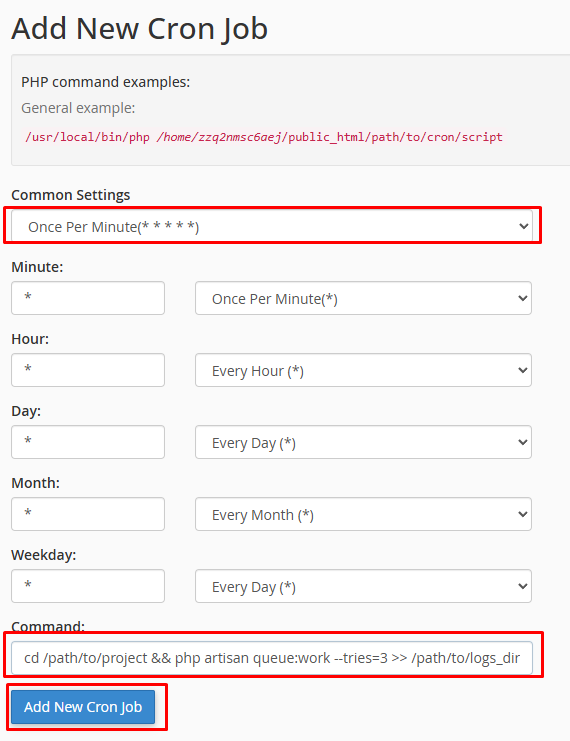 Add New Cron Job
PHP command examples:
General example:
/usr/local/bin/php /home/zzq2nmsc6aej/public_html/path/to/cron/script
Common Settings
Once Per Minute(* * * * *)
Minute:
* Once Per Minute(*)
Hour:
* Every Hour (*)
Day:
* Every Day (*)
Month:
* Every Month (*)
Weekday:
* Every Day (*)
Command:
cd /path/to/project && php artisan queue:work --tries=3 >> /path/to/logs_dir
Add New Cron Job